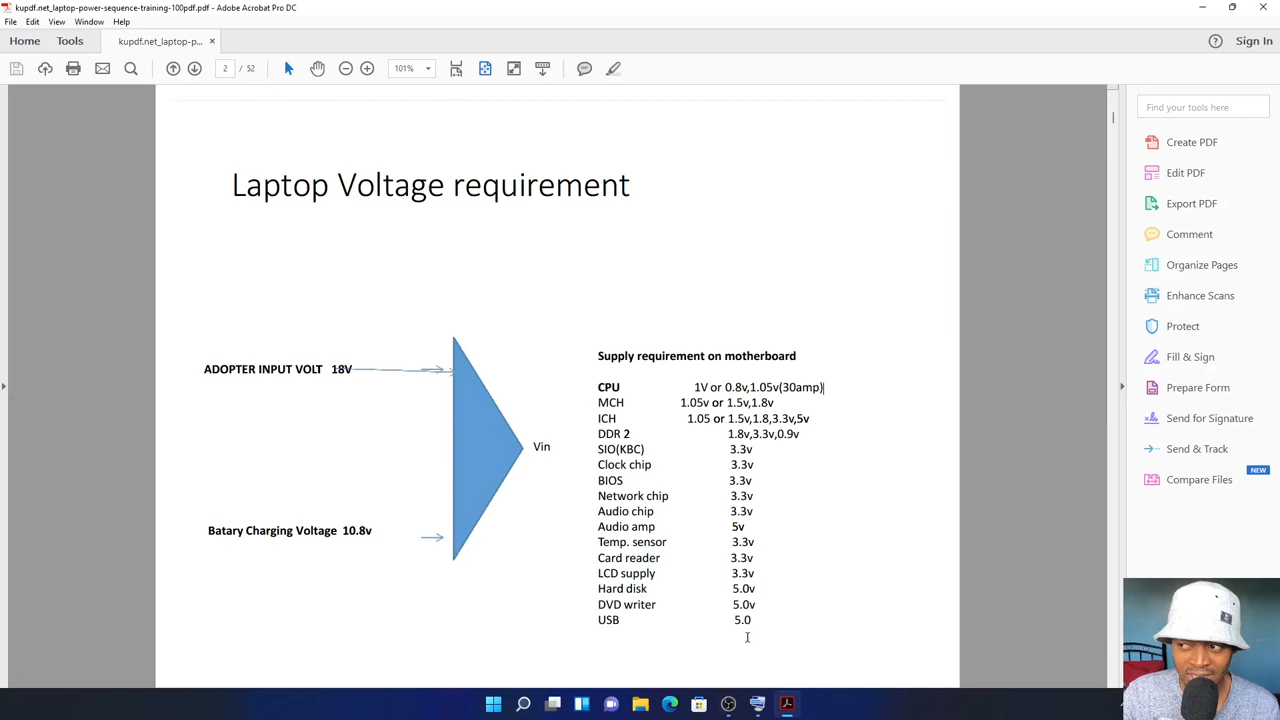 kupdf.net_laptop-power-sequence-training-100pdf.pdf - Adobe Acrobat Pro DC
File Edit View Window Help
Home Tools kupdf.net_laptop-p... × Sign In
2 / 52 101%
Laptop Voltage requirement
ADOPTER INPUT VOLT 18V
Vin
Batary Charging Voltage 10.8v
Supply requirement on motherboard
CPU 1V or 0.8v,1.05v(30amp)
MCH 1.05v or 1.5v,1.8v
ICH 1.05 or 1.5v,1.8,3.3v,5v
DDR 2 1.8v,3.3v,0.9v
SIO(KBC) 3.3v
Clock chip 3.3v
BIOS 3.3v
Network chip 3.3v
Audio chip 3.3v
Audio amp 5v
Temp. sensor 3.3v
Card reader 3.3v
LCD supply 3.3v
Hard disk 5.0v
DVD writer 5.0v
USB 5.0
Find your tools here
Create PDF
Edit PDF
Export PDF
Comment
Organize Pages
Enhance Scans
Protect
Fill & Sign
Prepare Form
Send for Signature
Send & Track
NEW
Compare Files